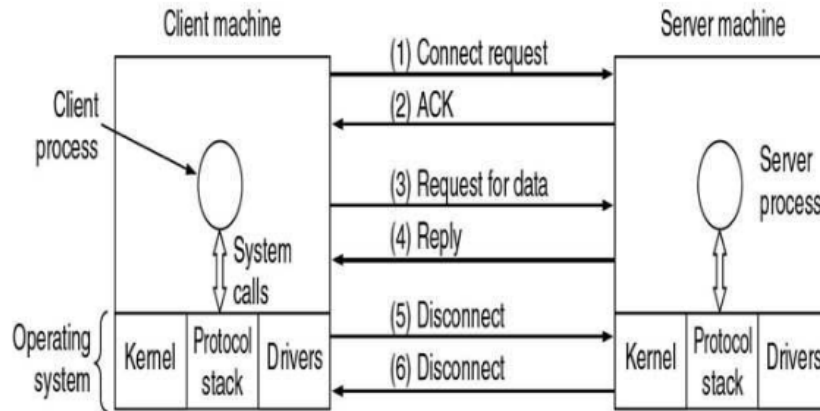 Client machine
Server machine
(1) Connect request
(2) ACK
Client
process
(3) Request for data
Server
process
(4) Reply
System
calls
(5) Disconnect
Operating
system
Kernel
Protocol
stack
Drivers
(6) Disconnect
Kernel
Protocol
stack
Drivers